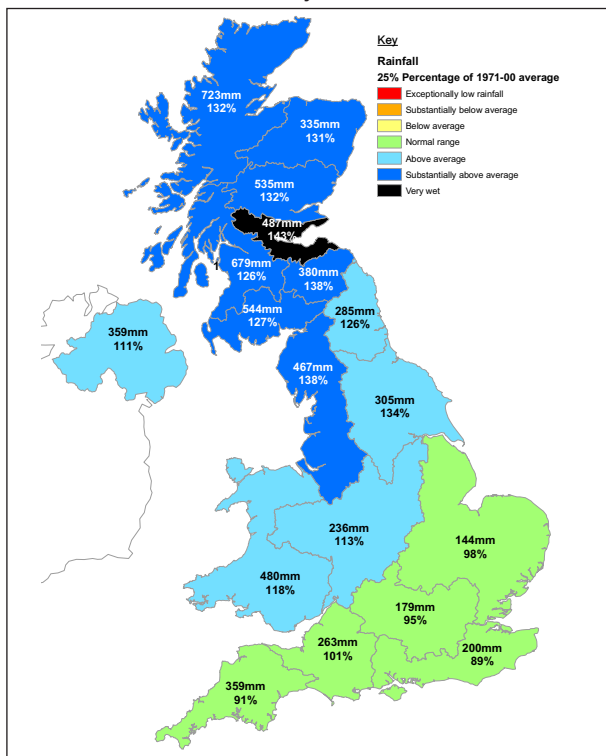 Key
Rainfall
25% Percentage of 1971-00 average
Exceptionally low rainfall
Substantially below average
Below average
Normal range
Above average
Substantially above average
Very wet
723mm
132%
335mm
131%
535mm
132%
487mm
143%
1
679mm
126%
380mm
138%
544mm
127%
285mm
126%
359mm
111%
467mm
138%
305mm
134%
236mm
113%
144mm
98%
480mm
118%
179mm
95%
263mm
101%
200mm
89%
359mm
91%